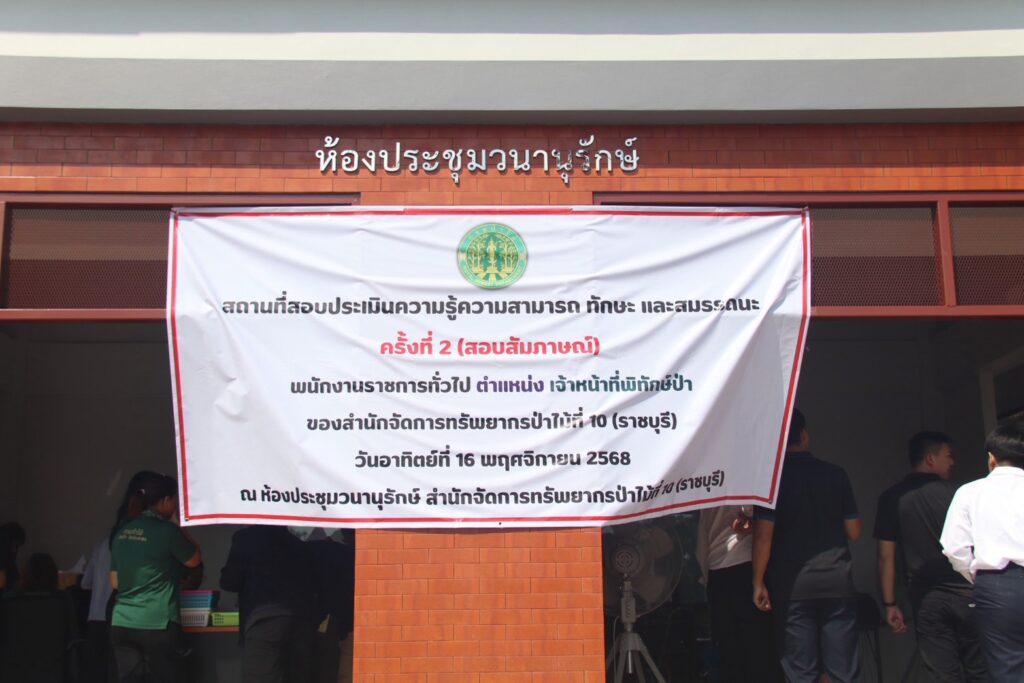 ห้องประชุมวนานุรักษ์
สถานที่สอบประเมินความรู้ความสามารถ ทักษะ และสมรรถนะ
ครั้งที่ 2 (สอบสัมภาษณ์)
พนักงานราชการทั่วไป ตำแหน่ง เจ้าหน้าที่พิทักษ์ป่า
ของสำนักจัดการทรัพยากรป่าไม้ที่ 10 (ราชบุรี)
วันอาทิตย์ที่ 16 พฤศจิกายน 2568
ณ ห้องประชุมวนานุรักษ์ สำนักจัดการทรัพยากรป่าไม้ที่ 10 (ราชบุรี)